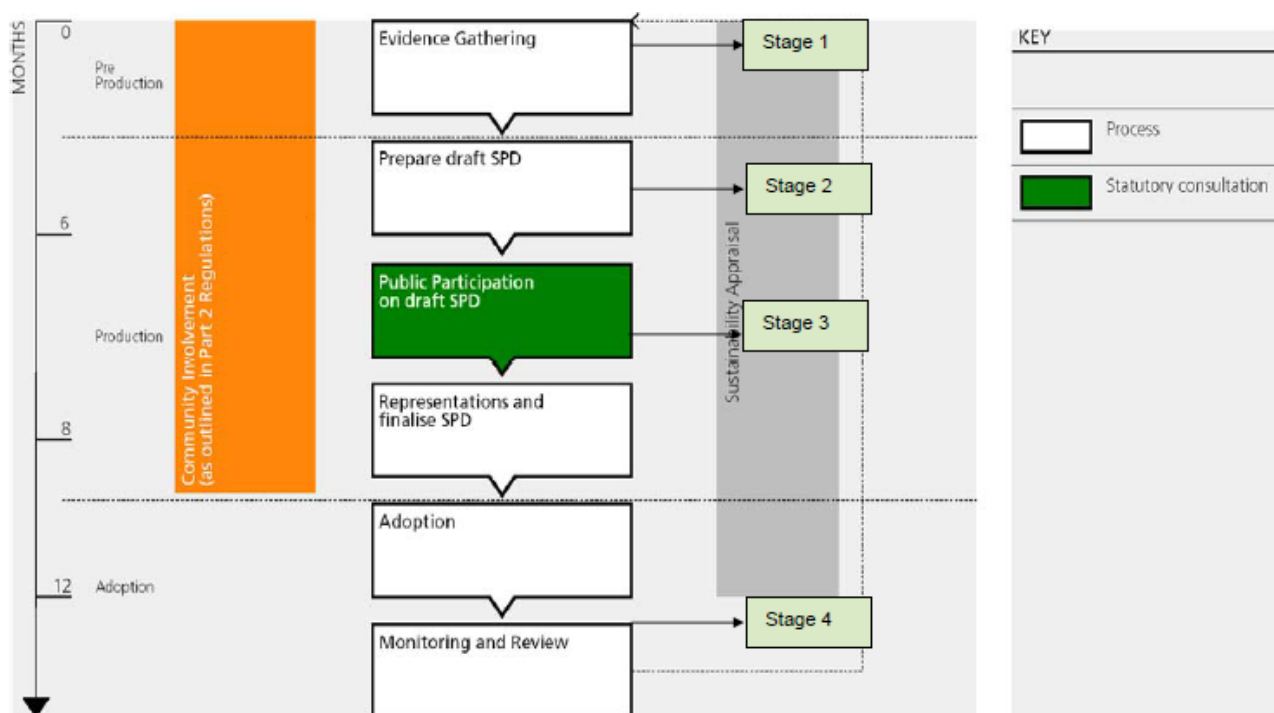 MONTHS
0
Pre
Production
6
Production
8
12
Adoption
Community Involvement
(as outlined in Part 2 Regulations)
Evidence Gathering
Prepare draft SPD
Public Participation
on draft SPD
Representations and
finalise SPD
Adoption
Monitoring and Review
Sustainability Appraisal
Stage 1
Stage 2
Stage 3
Stage 4
KEY
Process
Statutory consultation